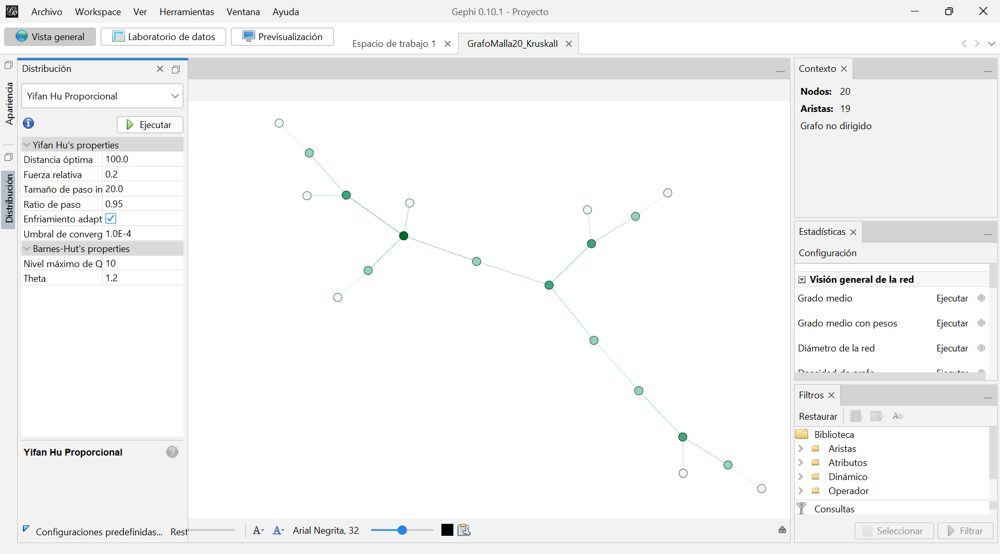 Archivo Workspace Ver Herramientas Ventana Ayuda Gephi 0.10.1 - Proyecto
Vista general Laboratorio de datos Previsualización Espacio de trabajo 1 GrafoMalla20_KruskalI
Apariencia
Distribución
Distribución
Yifan Hu Proporcional
Ejecutar
Yifan Hu's properties
Distancia óptima 100.0
Fuerza relativa 0.2
Tamaño de paso in 20.0
Ratio de paso 0.95
Enfriamiento adapt
Umbral de converg 1.0E-4
Barnes-Hut's properties
Nivel máximo de Q 10
Theta 1.2
Yifan Hu Proporcional
Configuraciones predefinidas... Rest
A A Arial Negrita, 32
Contexto
Nodos: 20
Aristas: 19
Grafo no dirigido
Estadísticas
Configuración
Visión general de la red
Grado medio Ejecutar
Grado medio con pesos Ejecutar
Diámetro de la red Ejecutar
Densidad de grafo Ejecutar
Filtros
Restaurar
Biblioteca
Aristas
Atributos
Dinámico
Operador
Consultas
Seleccionar Filtrar